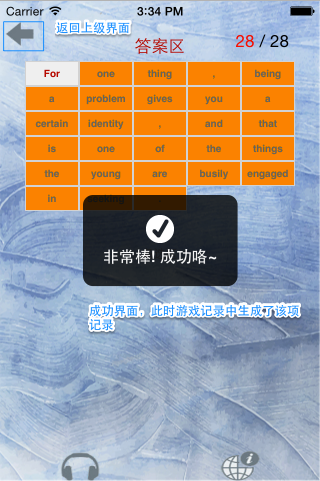 Carrier 3:34 PM
返回上级界面
答案区 28 / 28
For one thing , being
a problem gives you a
certain identity , and that
is one of the things
the young are busily engaged
in
非常棒! 成功咯~
成功界面，此时游戏记录中生成了该项
记录